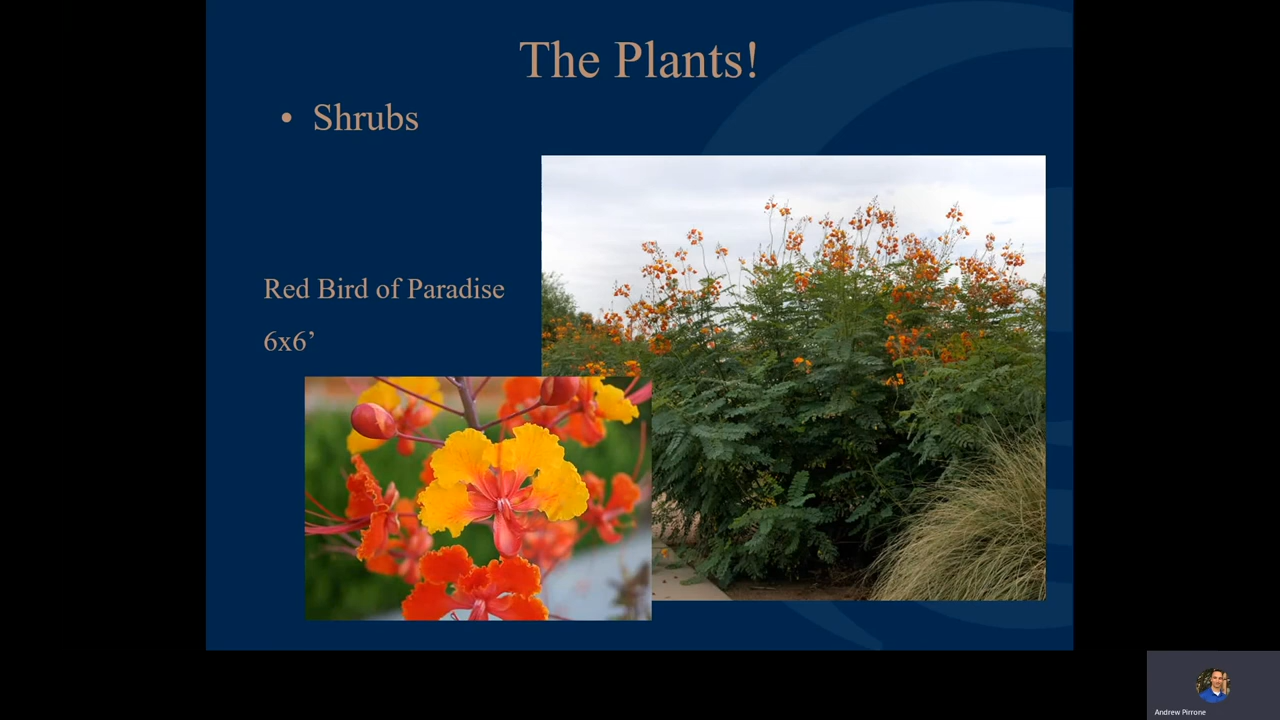 The Plants!
• Shrubs
Red Bird of Paradise
6x6’
Andrew Pirrone